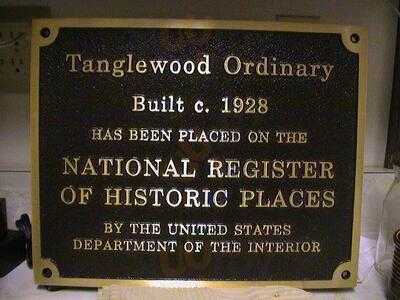 Tanglewood Ordinary
Built c. 1928
HAS BEEN PLACED ON THE
NATIONAL REGISTER
OF HISTORIC PLACES
BY THE UNITED STATES
DEPARTMENT OF THE INTERIOR